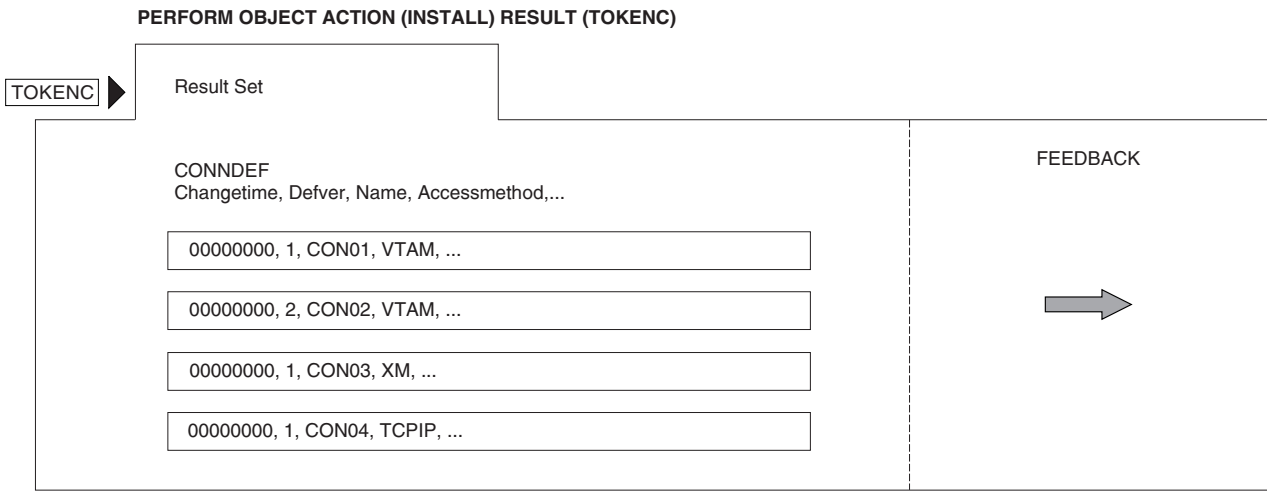 PERFORM OBJECT ACTION (INSTALL) RESULT (TOKENC)
TOKENC
Result Set
CONNDEF
Changetime, Defver, Name, Accessmethod,...
00000000, 1, CON01, VTAM, ...
00000000, 2, CON02, VTAM, ...
00000000, 1, CON03, XM, ...
00000000, 1, CON04, TCPIP, ...
FEEDBACK